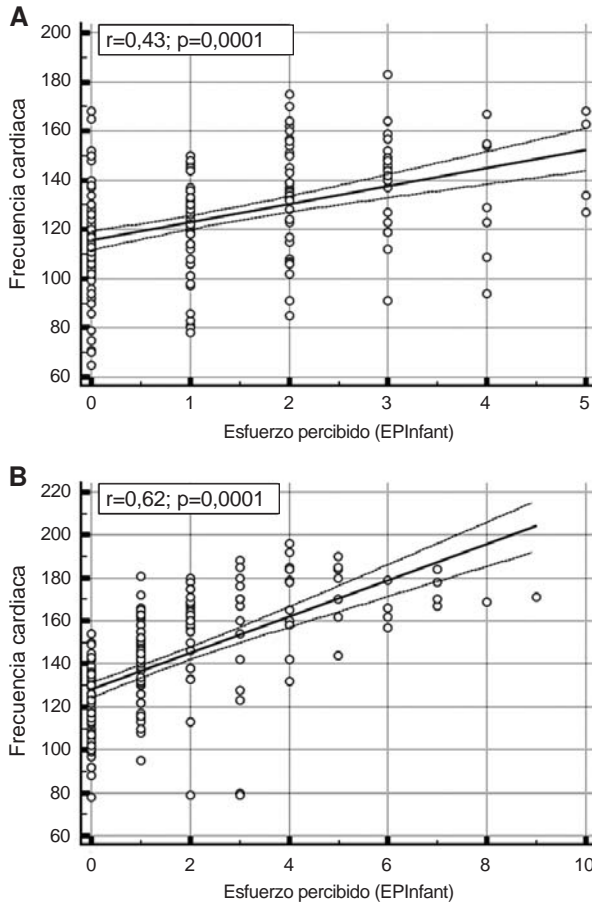 A
r=0,43; p=0,0001
Frecuencia cardiaca
200
180
160
140
120
100
80
60
0 1 2 3 4 5
Esfuerzo percibido (EPInfant)
B
r=0,62; p=0,0001
Frecuencia cardiaca
220
200
180
160
140
120
100
80
60
0 2 4 6 8 10
Esfuerzo percibido (EPInfant)